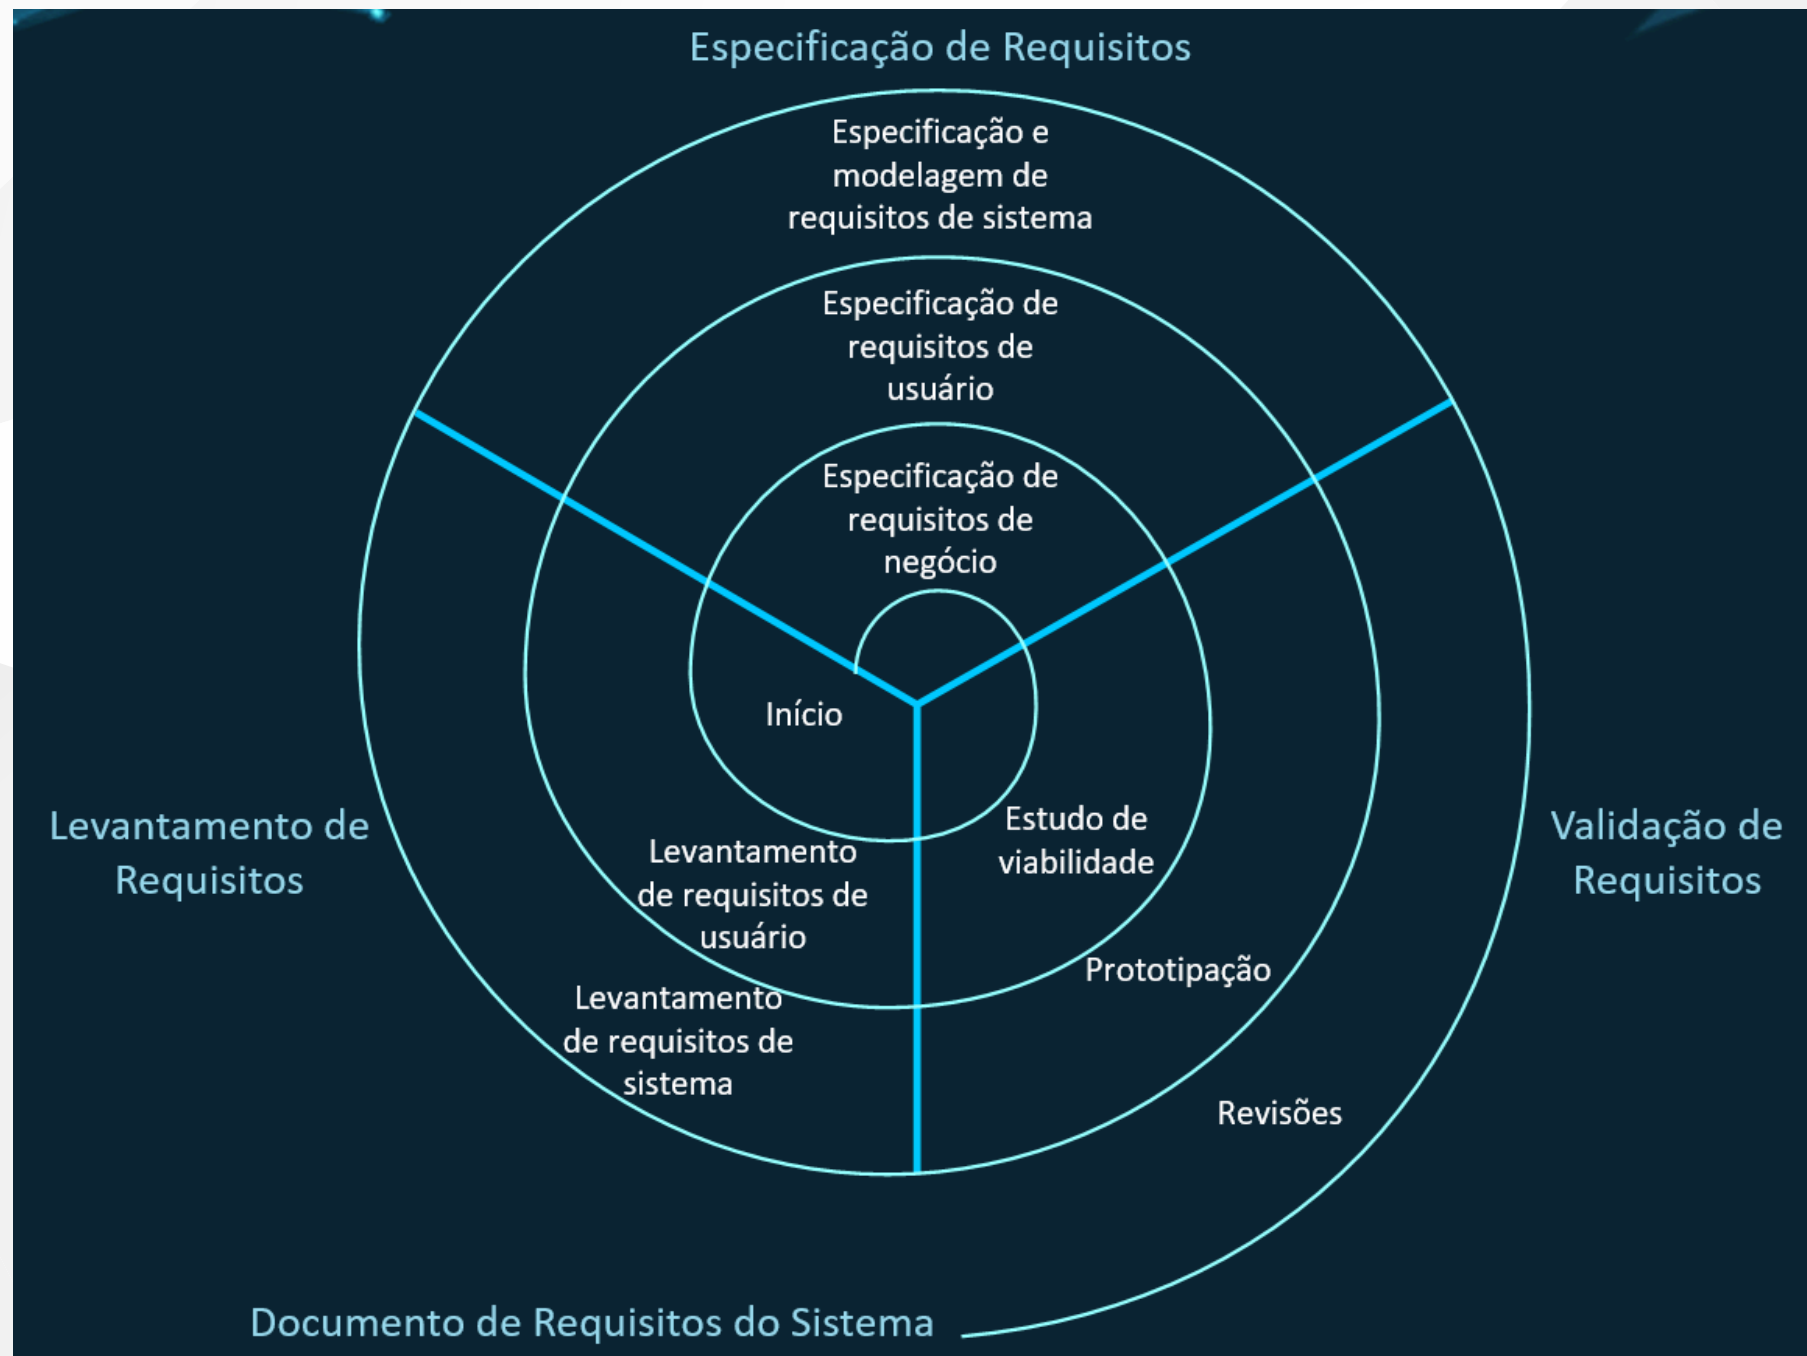 Especificação de Requisitos
Especificação e
modelagem de
requisitos de sistema
Especificação de
requisitos de
usuário
Especificação de
requisitos de
negócio
Início
Estudo de
viabilidade
Levantamento de
Requisitos
Validação de
Requisitos
Levantamento
de requisitos de
usuário
Prototipação
Levantamento
de requisitos de
sistema
Revisões
Documento de Requisitos do Sistema